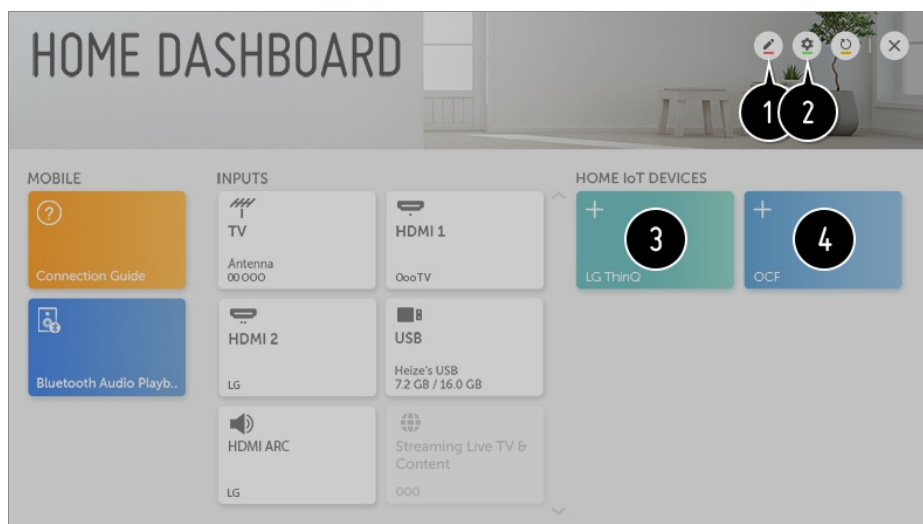 HOME DASHBOARD
1
2
MOBILE
INPUTS
HOME IoT DEVICES
Connection Guide
Bluetooth Audio Playb..
TV
Antenna
00000
HDMI 1
OooTV
HDMI 2
LG
USB
Heize's USB
7.2 GB / 16.0 GB
HDMI ARC
LG
Streaming Live TV &
Content
000
3
LG ThinQ
4
OCF